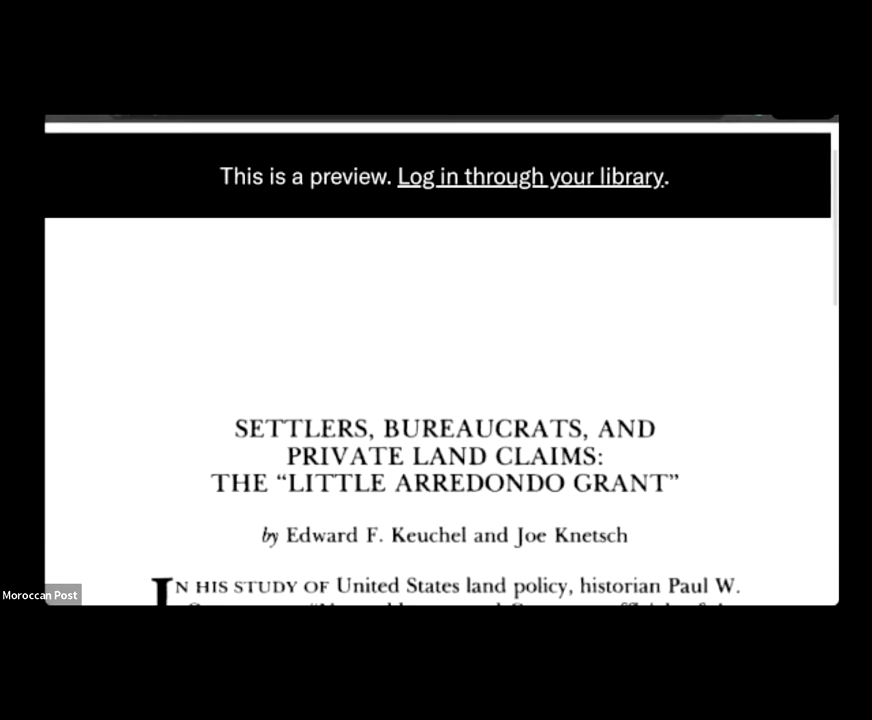 This is a preview. Log in through your library.
SETTLERS, BUREAUCRATS, AND
PRIVATE LAND CLAIMS:
THE “LITTLE ARREDONDO GRANT”
by Edward F. Keuchel and Joe Knetsch
IN HIS STUDY OF United States land policy, historian Paul W.
Moroccan Post